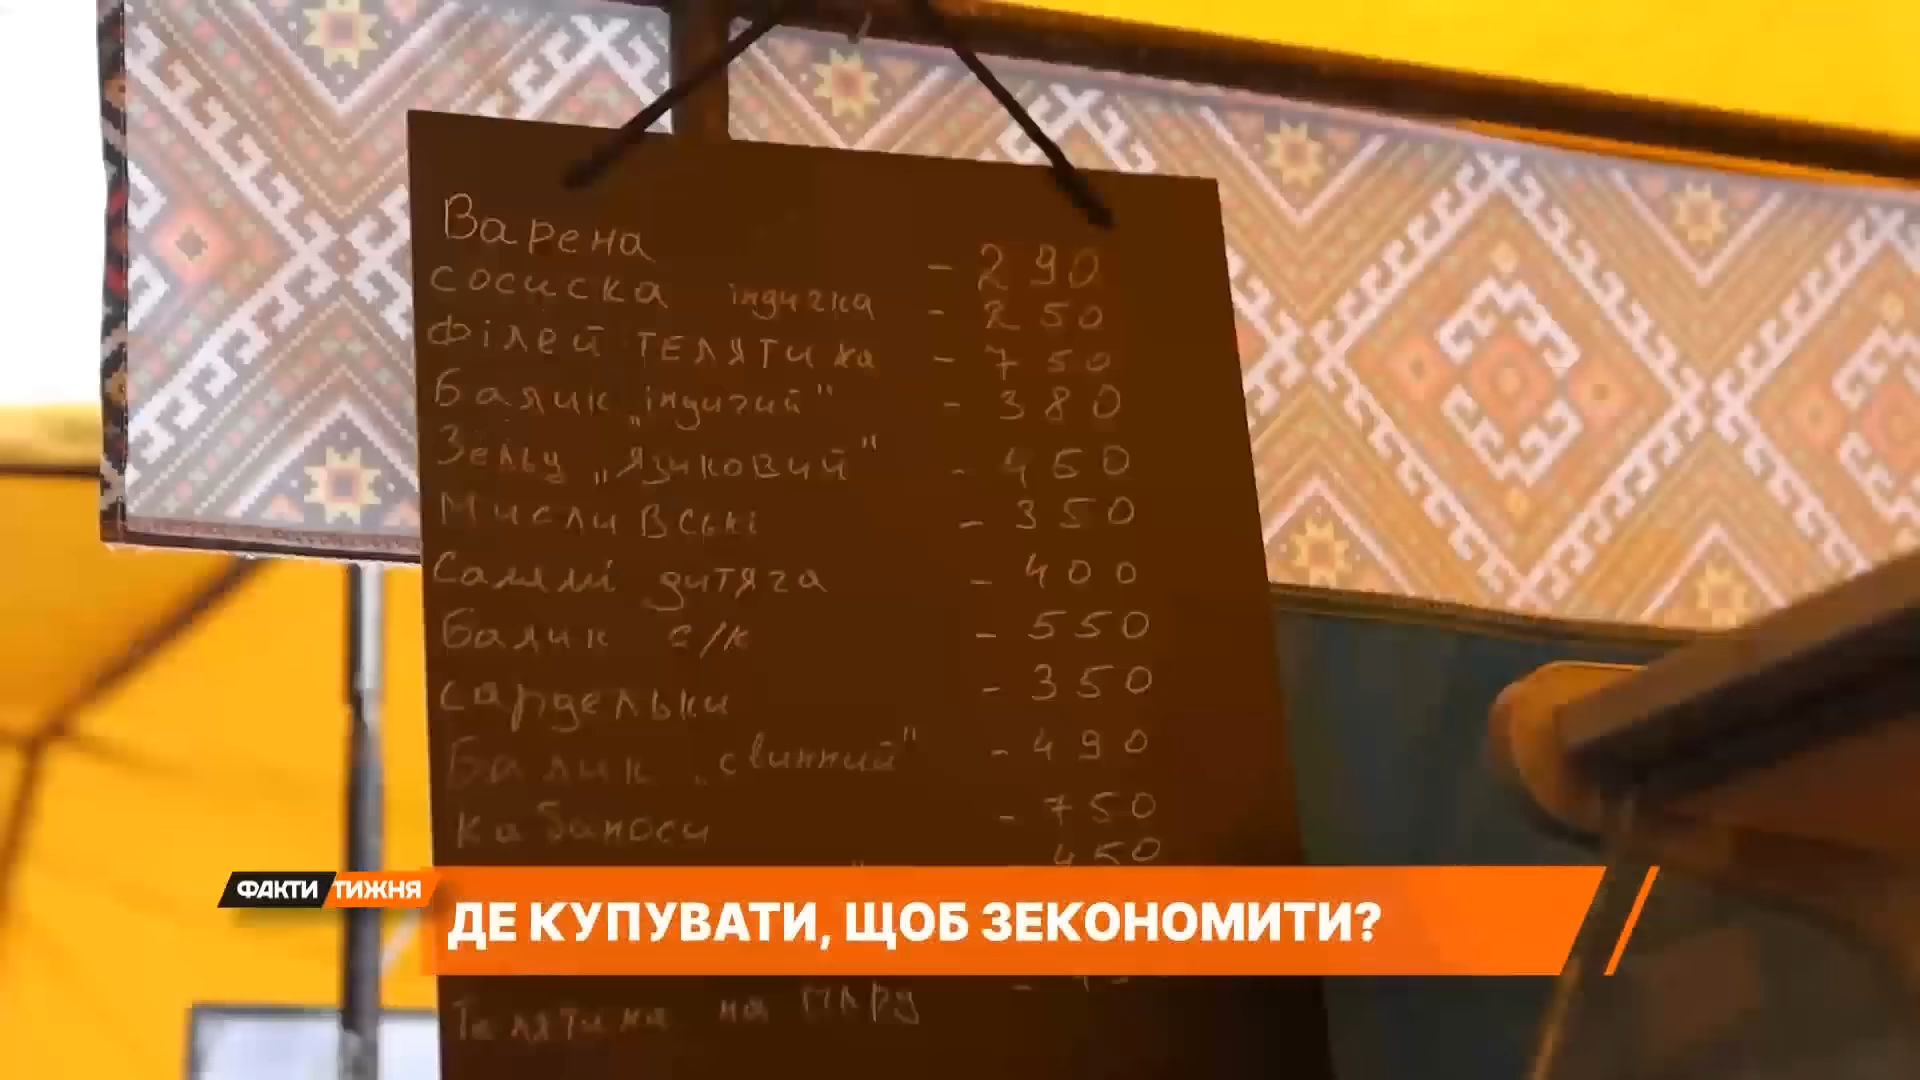 Варена - 290
сосиска індичка - 250
Філей телятина - 750
Балик „індичий" - 380
Зельц „Язиковий" - 450
Мисливські - 350
Салямі дитяча - 400
Балик с/к - 550
сардельки - 350
Балик „свинний" - 490
Кабаноси - 750
450
ФАКТИ ТИЖНЯ
ДЕ КУПУВАТИ, ЩОБ ЗЕКОНОМИТИ?
Телятина на ПАРУ